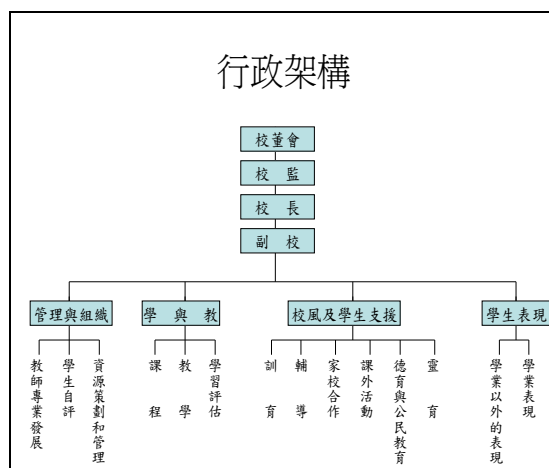 行政架構
校董會
校監
校長
副校
管理與組織
學與教
校風及學生支援
學生表現
教師專業發展
學生自評
資源策劃和管理
課程
教學
學習評估
訓育
輔導
家校合作
課外活動
德育與公民教育
靈育
學業以外的表現
學業表現